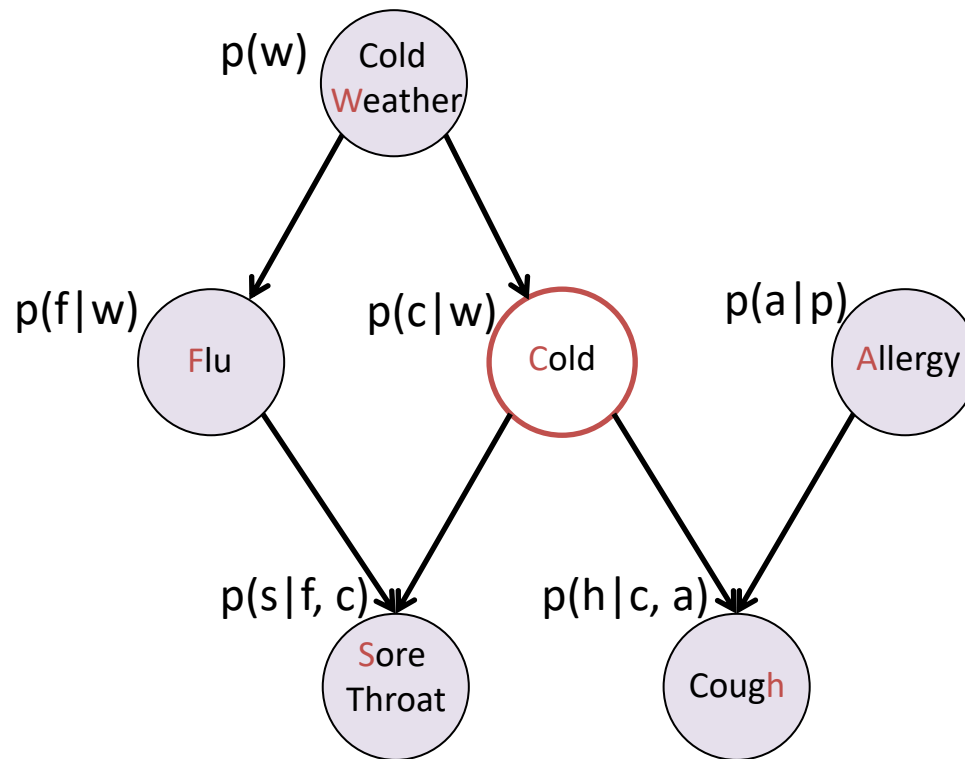 p(w)
Cold
Weather
p(f|w)
Flu
p(c|w)
Cold
p(a|p)
Allergy
p(s|f, c)
Sore
Throat
p(h|c, a)
Cough